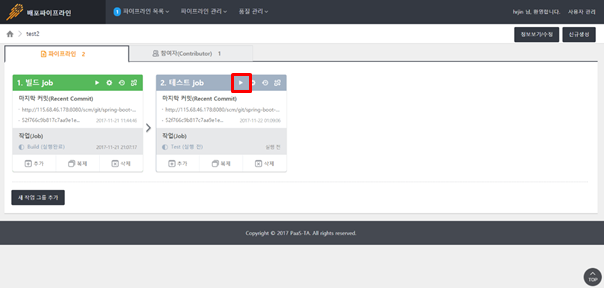 배포파이프라인
1 파이프라인 목록
파이프라인 관리
품질 관리
hejin 님, 환영합니다.
사용자 관리
test2
정보보기/수정
신규생성
파이프라인 2
참여자(Contributor) 1
1. 빌드 Job
마지막 커밋(Recent Commit)
- http://115.68.46.178:8080/scm/git/spring-boot-...
- 52f766c9b817c7aa9e1e...
2017-11-21 13:44:46
작업(Job)
Build (실행완료)
2017-11-21 21:07:17
추가
복제
삭제
2. 테스트 Job
마지막 커밋(Recent Commit)
- http://115.68.46.178:8080/scm/git/spring-boot-...
- 52f766c9b817c7aa9e1e...
2017-11-22 01:09:06
작업(Job)
Test (실행 전)
실행 전
추가
복제
삭제
새 작업 그룹 추가
Copyright © 2017 PaaS-TA. All rights reserved.
TOP